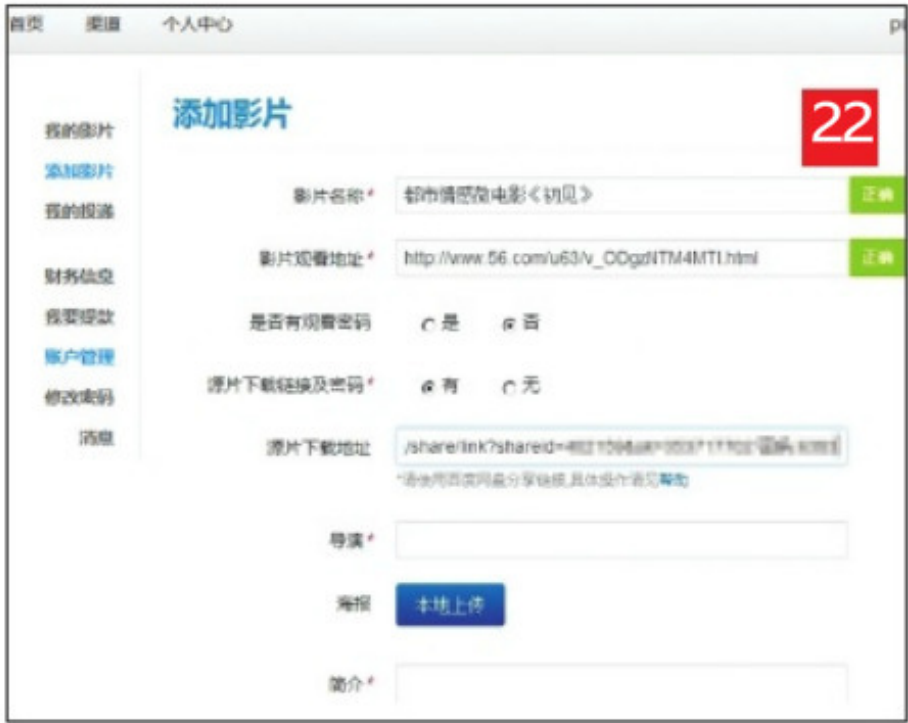 首页 渠道 个人中心
添加影片
22
我的影片
添加影片
我的投递
财务信息
我要提款
账户管理
修改密码
消息
影片名称* 都市情感微电影《初见》 正确
影片观看地址* http://www.56.com/u63/v_ODgzNTM4MTI.html 正确
是否有观看密码 是 否
源片下载链接及密码* 有 无
源片下载地址 /share/link?shareid=
*请使用百度网盘分享链接,具体操作请见帮助
导演*
海报 本地上传
简介*